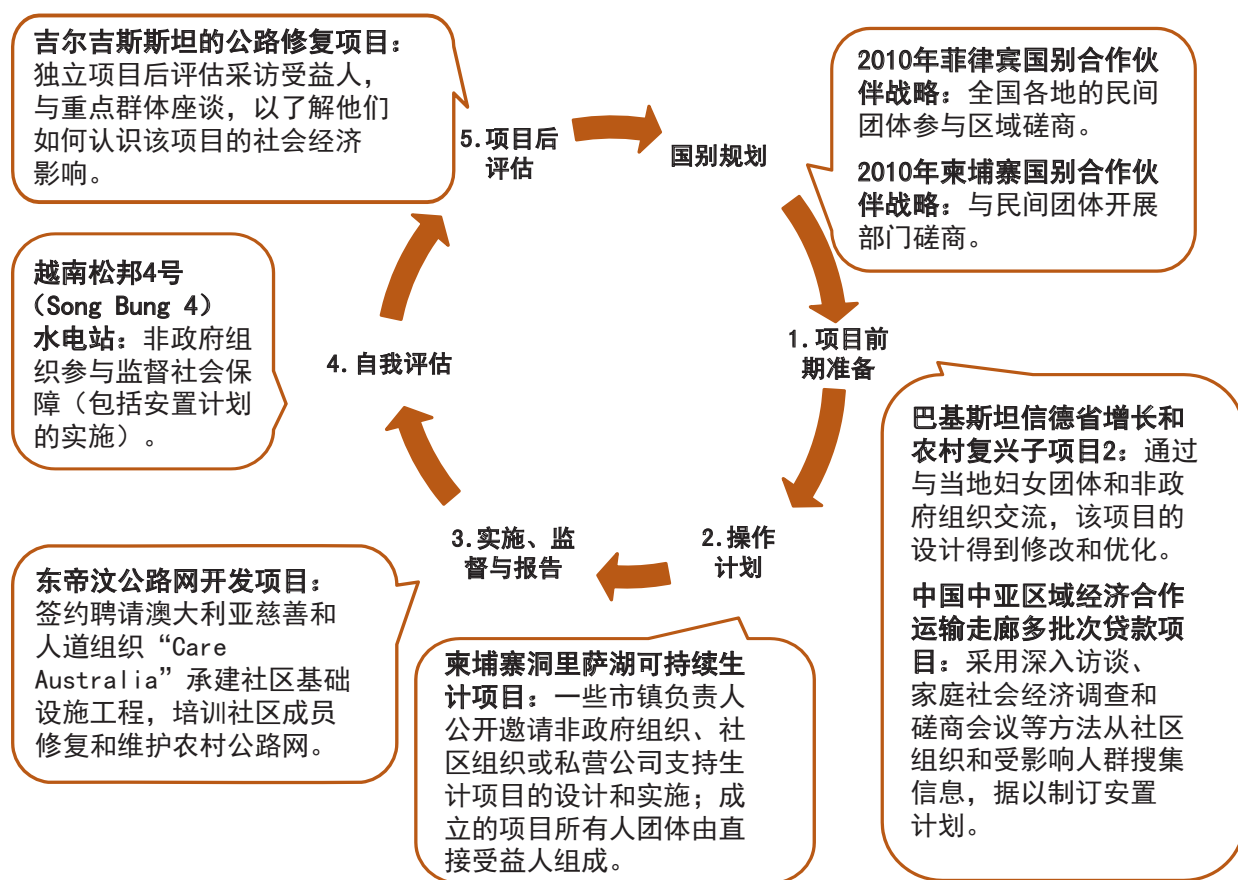 吉尔吉斯斯坦的公路修复项目：
独立项目后评估采访受益人，
与重点群体座谈，以了解他们
如何认识该项目的社会经济
影响。
5.项目后
评估
国别规划
2010年菲律宾国别合作伙
伴战略：全国各地的民间
团体参与区域磋商。
2010年柬埔寨国别合作伙
伴战略：与民间团体开展
部门磋商。
越南松邦4号
（Song Bung 4）
水电站：非政府组
织参与监督社会保
障（包括安置计划
的实施）。
4.自我评估
1.项目前
期准备
巴基斯坦信德省增长和
农村复兴子项目2：通过
与当地妇女团体和非政
府组织交流，该项目的
设计得到修改和优化。
中国中亚区域经济合作
运输走廊多批次贷款项
目：采用深入访谈、
家庭社会经济调查和
磋商会议等方法从社区
组织和受影响人群搜集
信息，据以制订安置
计划。
3.实施、监
督与报告
2.操作
计划
东帝汶公路网开发项目：
签约聘请澳大利亚慈善和
人道组织“Care
Australia”承建社区基础
设施工程，培训社区成员
修复和维护农村公路网。
柬埔寨洞里萨湖可持续生
计项目：一些市镇负责人
公开邀请非政府组织、社
区组织或私营公司支持生
计项目的设计和实施；成
立的项目所有人团体由直
接受益人组成。